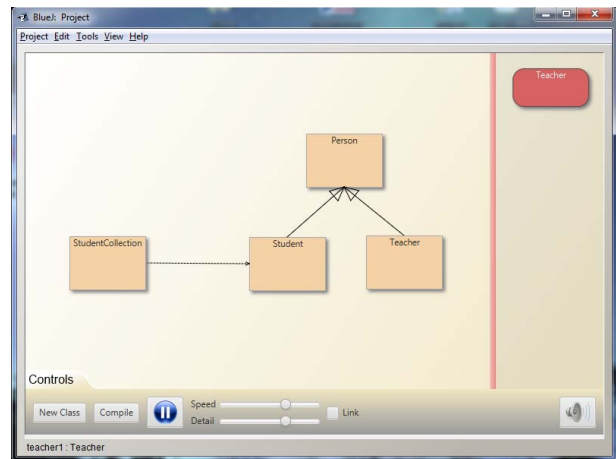 BlueJ: Project
Project Edit Tools View Help
Teacher
Person
StudentCollection
Student
Teacher
Controls
New Class
Compile
Speed
Detail
Link
teacher1 : Teacher